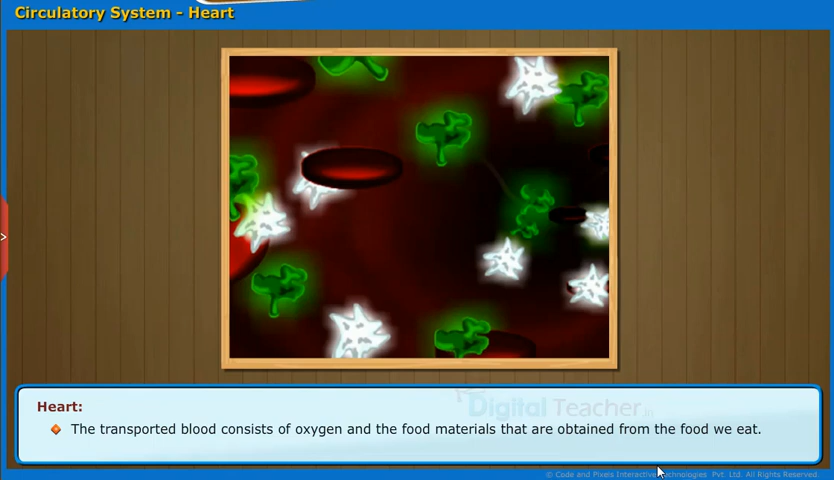 Circulatory System - Heart
>
Heart:
Digital Teacher.in
The transported blood consists of oxygen and the food materials that are obtained from the food we eat.
© Code and Pixels Interactive Technologies Pvt. Ltd. All Rights Reserved.